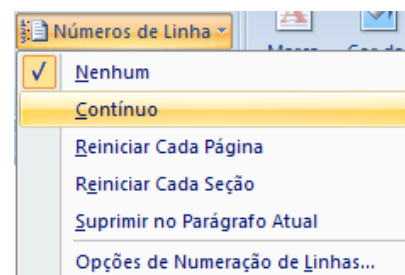 Números de Linha
Nenhum
Contínuo
Reiniciar Cada Página
Reiniciar Cada Seção
Suprimir no Parágrafo Atual
Opções de Numeração de Linhas...